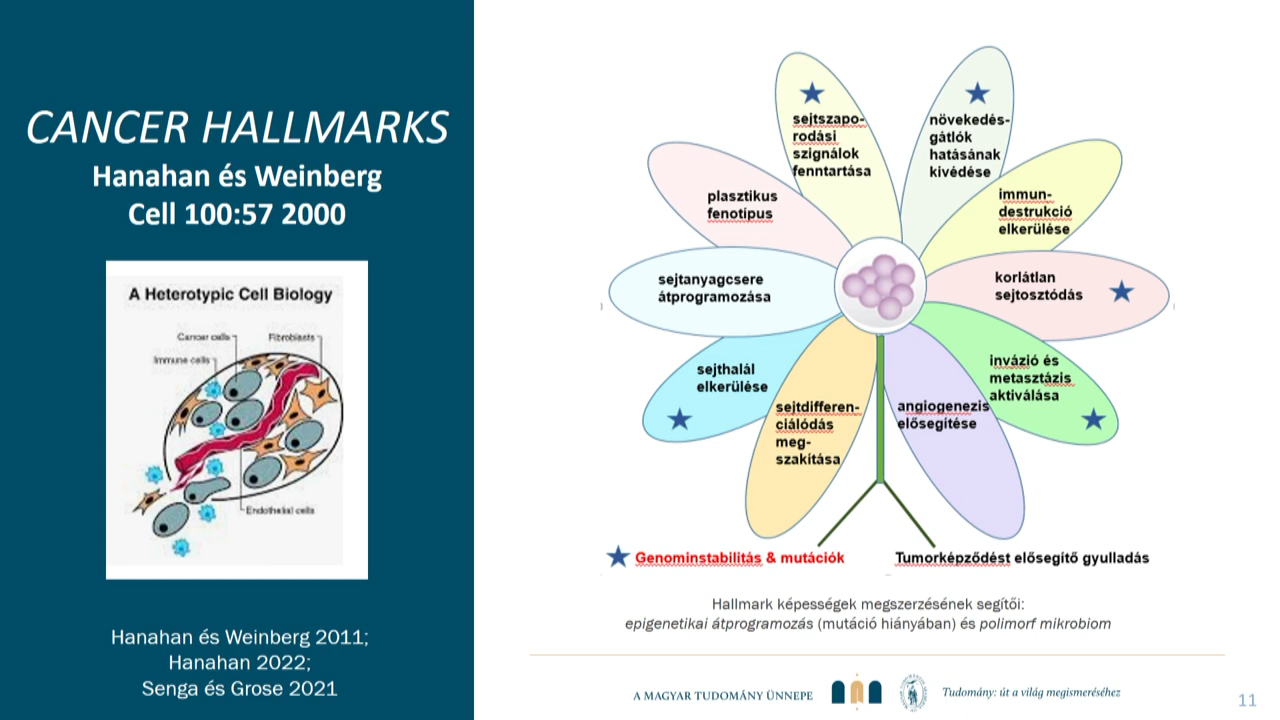 CANCER HALLMARKS
Hanahan és Weinberg
Cell 100:57 2000
A Heterotypic Cell Biology
Cancer cells
Fibroblasts
Immune cells
Endothelial cells
Hanahan és Weinberg 2011;
Hanahan 2022;
Senga és Grose 2021
sejtszapo-
rodási
szignálok
fenntartása
növekedés-
gátlók
hatásának
kivédése
plasztikus
fenotípus
immun-
destrukció
elkerülése
sejtanyagcsere
átprogramozása
korlátlan
sejtosztódás
sejthalál
elkerülése
invázió és
metasztázis
aktiválása
sejtdifferen-
ciálódás
meg-
szakítása
angiogenezis
elősegítése
Genominstabilitás & mutációk
Tumorképződést elősegítő gyulladás
Hallmark képességek megszerzésének segítői:
epigenetikai átprogramozás (mutáció hiányában) és polimorf mikrobiom
A MAGYAR TUDOMÁNY ÜNNEPE
Tudomány: út a világ megismeréséhez
11